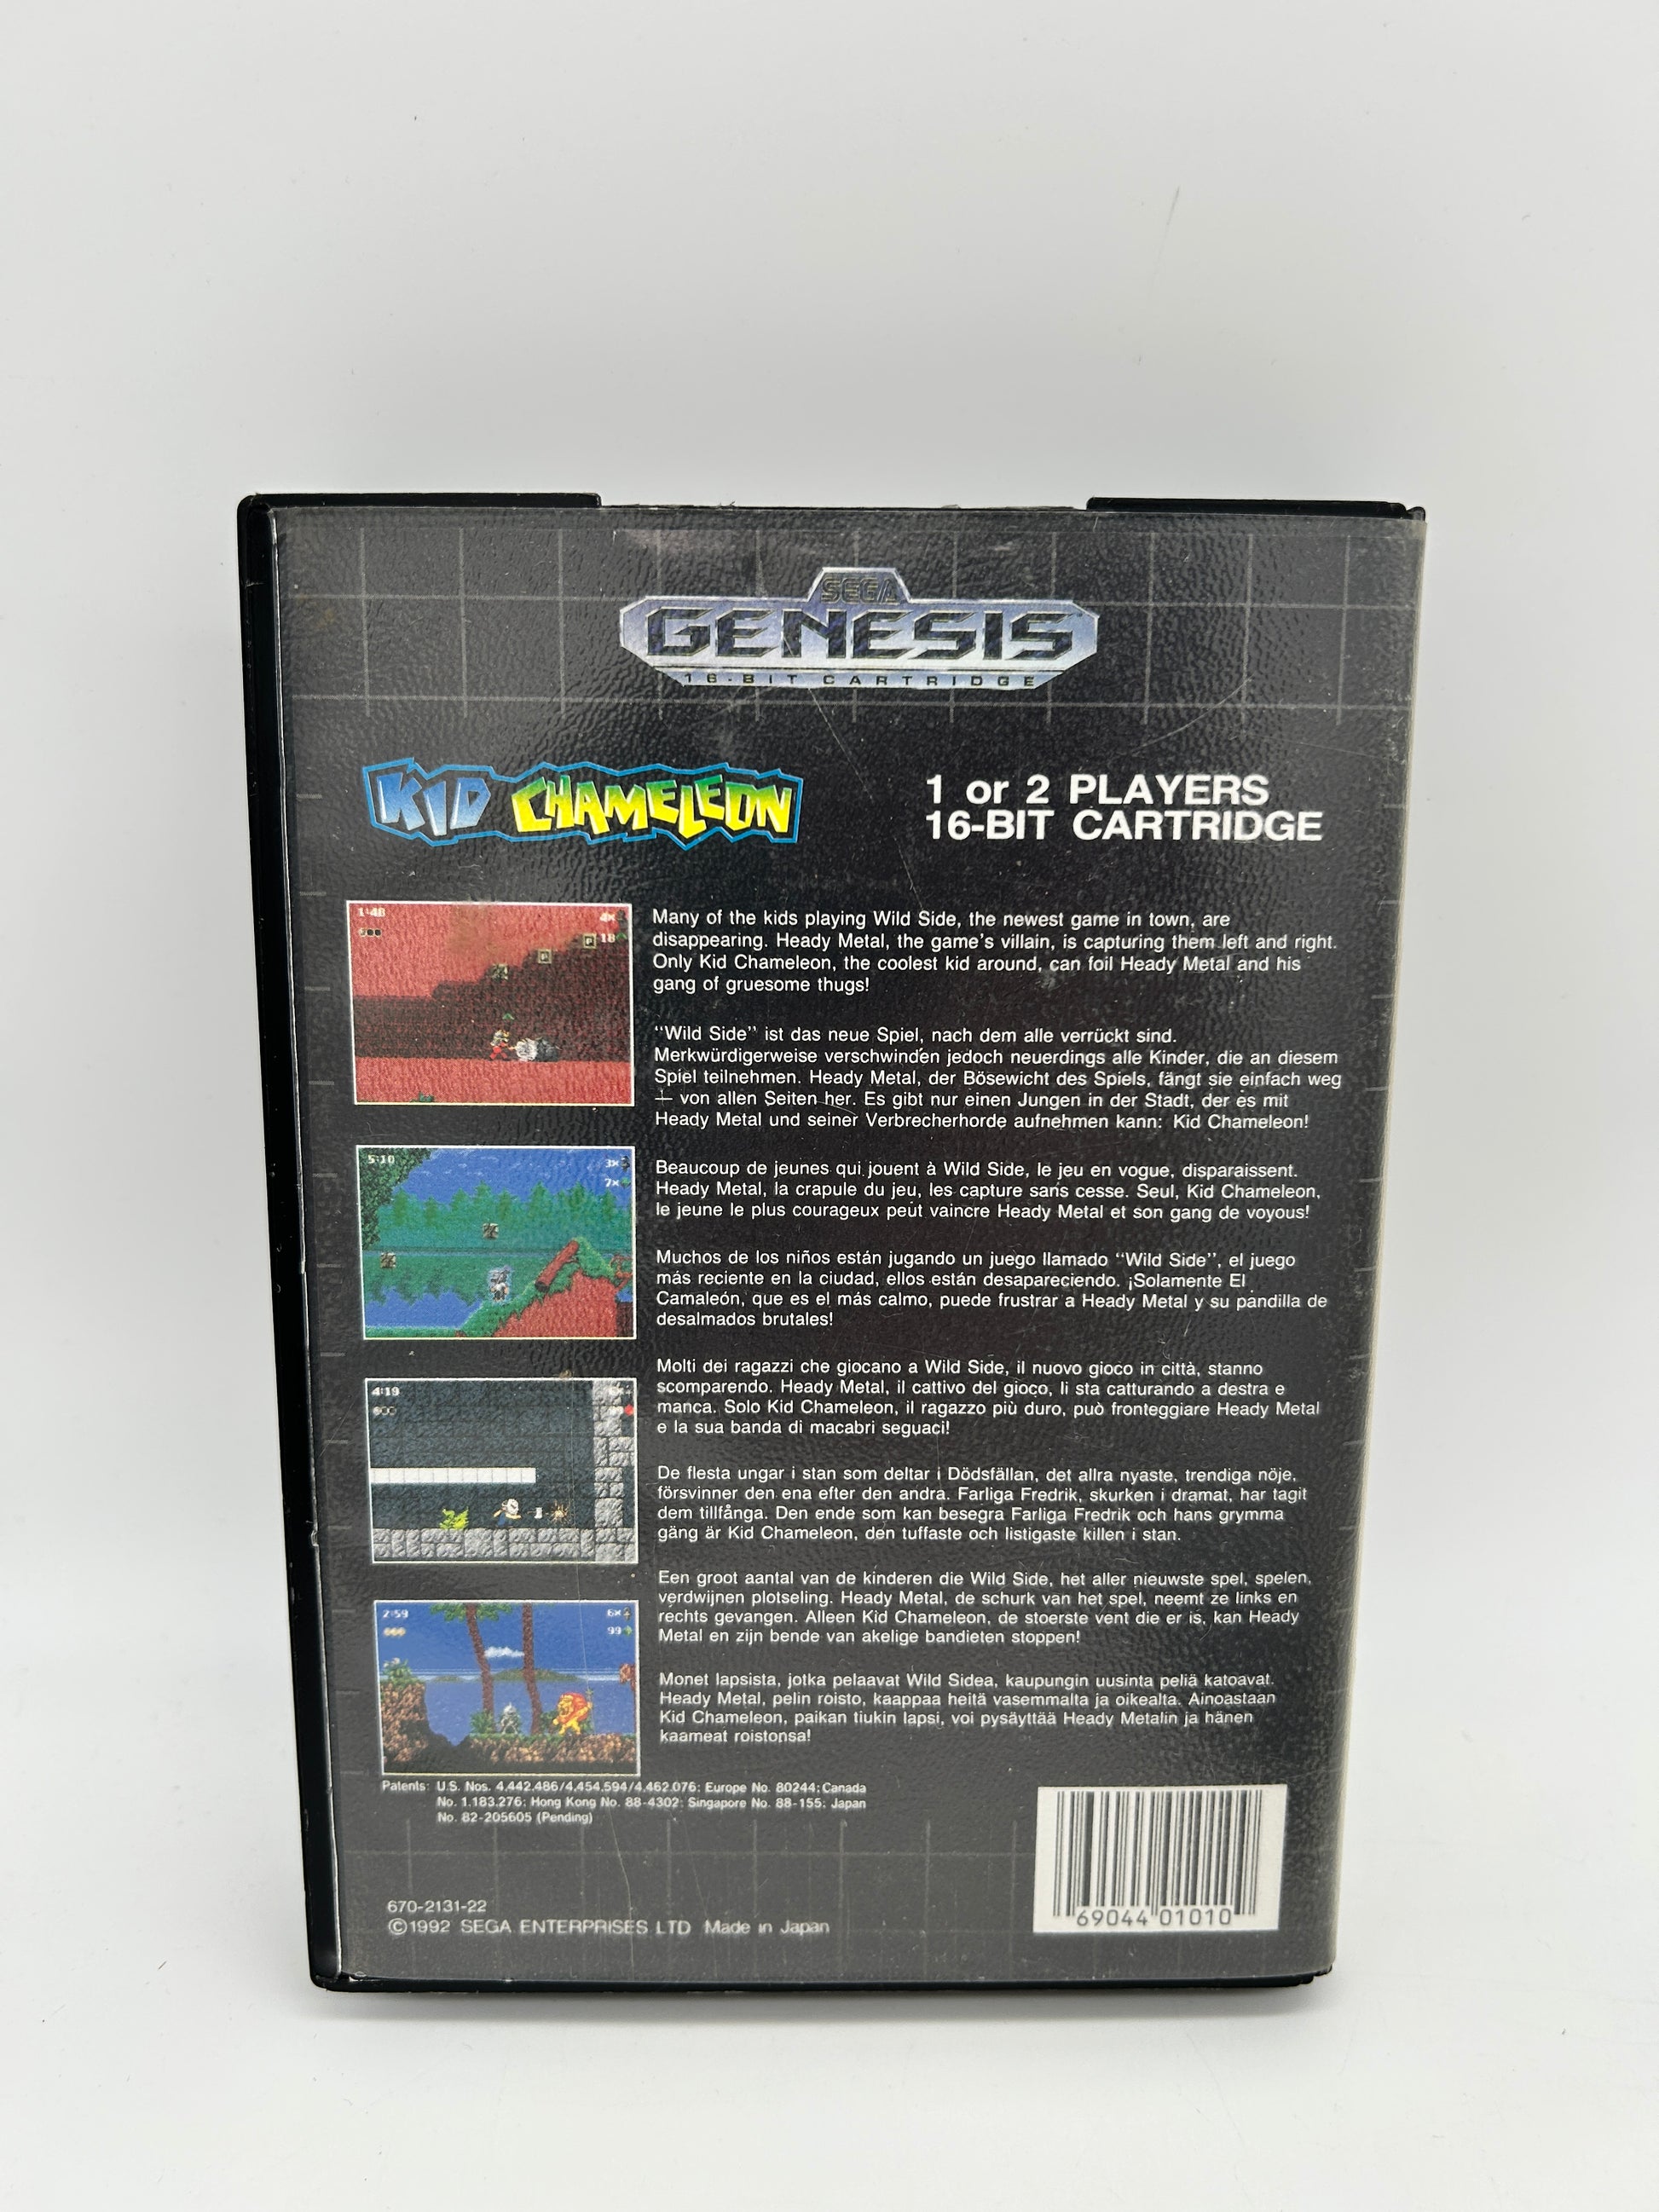 SEGA
GENESIS
16-BIT CARTRIDGE
KID CHAMELEON
1 or 2 PLAYERS
16-BIT CARTRIDGE
1:48
4×
18
Many of the kids playing Wild Side, the newest game in town, are
disappearing. Heady Metal, the game's villain, is capturing them left and right.
Only Kid Chameleon, the coolest kid around, can foil Heady Metal and his
gang of gruesome thugs!
"Wild Side" ist das neue Spiel, nach dem alle verrückt sind.
Merkwürdigerweise verschwinden jedoch neuerdings alle Kinder, die an diesem
Spiel teilnehmen. Heady Metal, der Bösewicht des Spiels, fängt sie einfach weg
— von allen Seiten her. Es gibt nur einen Jungen in der Stadt, der es mit
Heady Metal und seiner Verbrecherhorde aufnehmen kann: Kid Chameleon!
5:10
3×
7×
Beaucoup de jeunes qui jouent à Wild Side, le jeu en vogue, disparaissent.
Heady Metal, la crapule du jeu, les capture sans cesse. Seul, Kid Chameleon,
le jeune le plus courageux peut vaincre Heady Metal et son gang de voyous!
Muchos de los niños están jugando un juego llamado "Wild Side", el juego
más reciente en la ciudad, ellos están desapareciendo. ¡Solamente El
Camaleón, que es el más calmo, puede frustrar a Heady Metal y su pandilla de
desalmados brutales!
4:19
Molti dei ragazzi che giocano a Wild Side, il nuovo gioco in città, stanno
scomparendo. Heady Metal, il cattivo del gioco, li sta catturando a destra e
manca. Solo Kid Chameleon, il ragazzo più duro, può fronteggiare Heady Metal
e la sua banda di macabri seguaci!
De flesta ungar i stan som deltar i Dödsfällan, det allra nyaste, trendiga nöje,
försvinner den ena efter den andra. Farliga Fredrik, skurken i dramat, har tagit
dem tillfånga. Den ende som kan besegra Farliga Fredrik och hans grymma
gäng är Kid Chameleon, den tuffaste och listigaste killen i stan.
2:59
6×
99
Een groot aantal van de kinderen die Wild Side, het aller nieuwste spel, spelen,
verdwijnen plotseling. Heady Metal, de schurk van het spel, neemt ze links en
rechts gevangen. Alleen Kid Chameleon, de stoerste vent die er is, kan Heady
Metal en zijn bende van akelige bandieten stoppen!
Monet lapsista, jotka pelaavat Wild Sidea, kaupungin uusinta peliä katoavat.
Heady Metal, pelin roisto, kaappaa heitä vasemmalta ja oikealta. Ainoastaan
Kid Chameleon, paikan tiukin lapsi, voi pysäyttää Heady Metalin ja hänen
kaameat roistonsa!
Patents: U.S. Nos. 4,442,486/4,454,594/4,462,076; Europe No. 80244; Canada
No. 1,183,276; Hong Kong No. 88-4302; Singapore No. 88-155; Japan
No. 82-205605 (Pending)
670-2131-22
©1992 SEGA ENTERPRISES LTD Made in Japan
69044 01010